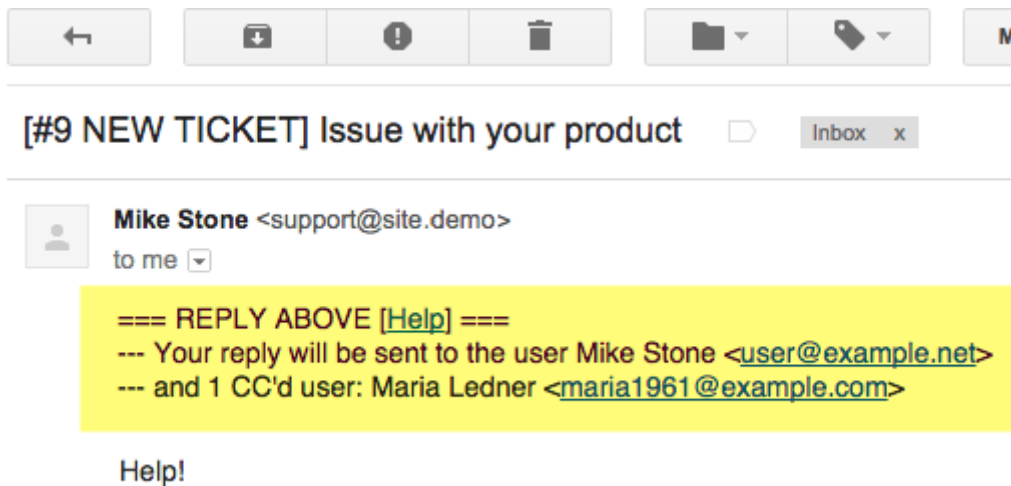 M
[#9 NEW TICKET] Issue with your product Inbox x
Mike Stone <support@site.demo>
to me
=== REPLY ABOVE [Help] ===
--- Your reply will be sent to the user Mike Stone <user@example.net>
--- and 1 CC'd user: Maria Ledner <maria1961@example.com>
Help!